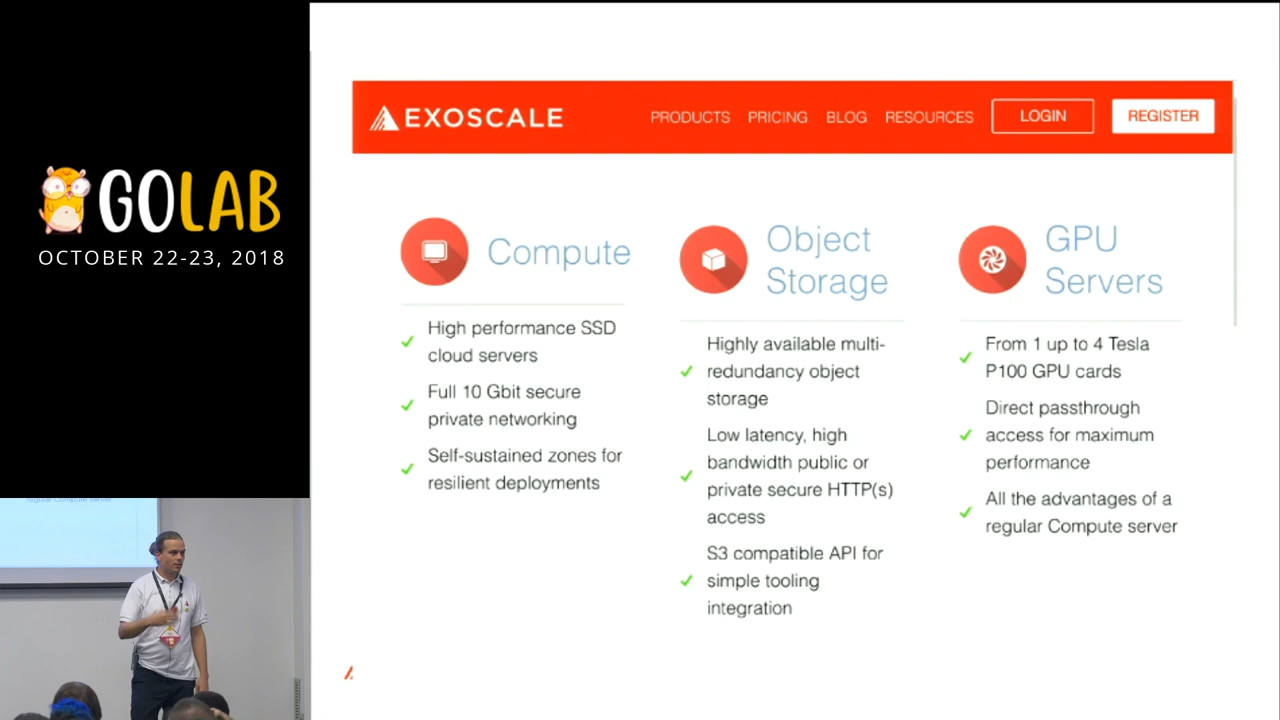 GOLAB
OCTOBER 22-23, 2018
EXOSCALE
PRODUCTS PRICING BLOG RESOURCES LOGIN REGISTER
Compute
High performance SSD
cloud servers
Full 10 Gbit secure
private networking
Self-sustained zones for
resilient deployments
Object
Storage
Highly available multi-
redundancy object
storage
Low latency, high
bandwidth public or
private secure HTTP(s)
access
S3 compatible API for
simple tooling
integration
GPU
Servers
From 1 up to 4 Tesla
P100 GPU cards
Direct passthrough
access for maximum
performance
All the advantages of a
regular Compute server
regular Compute server